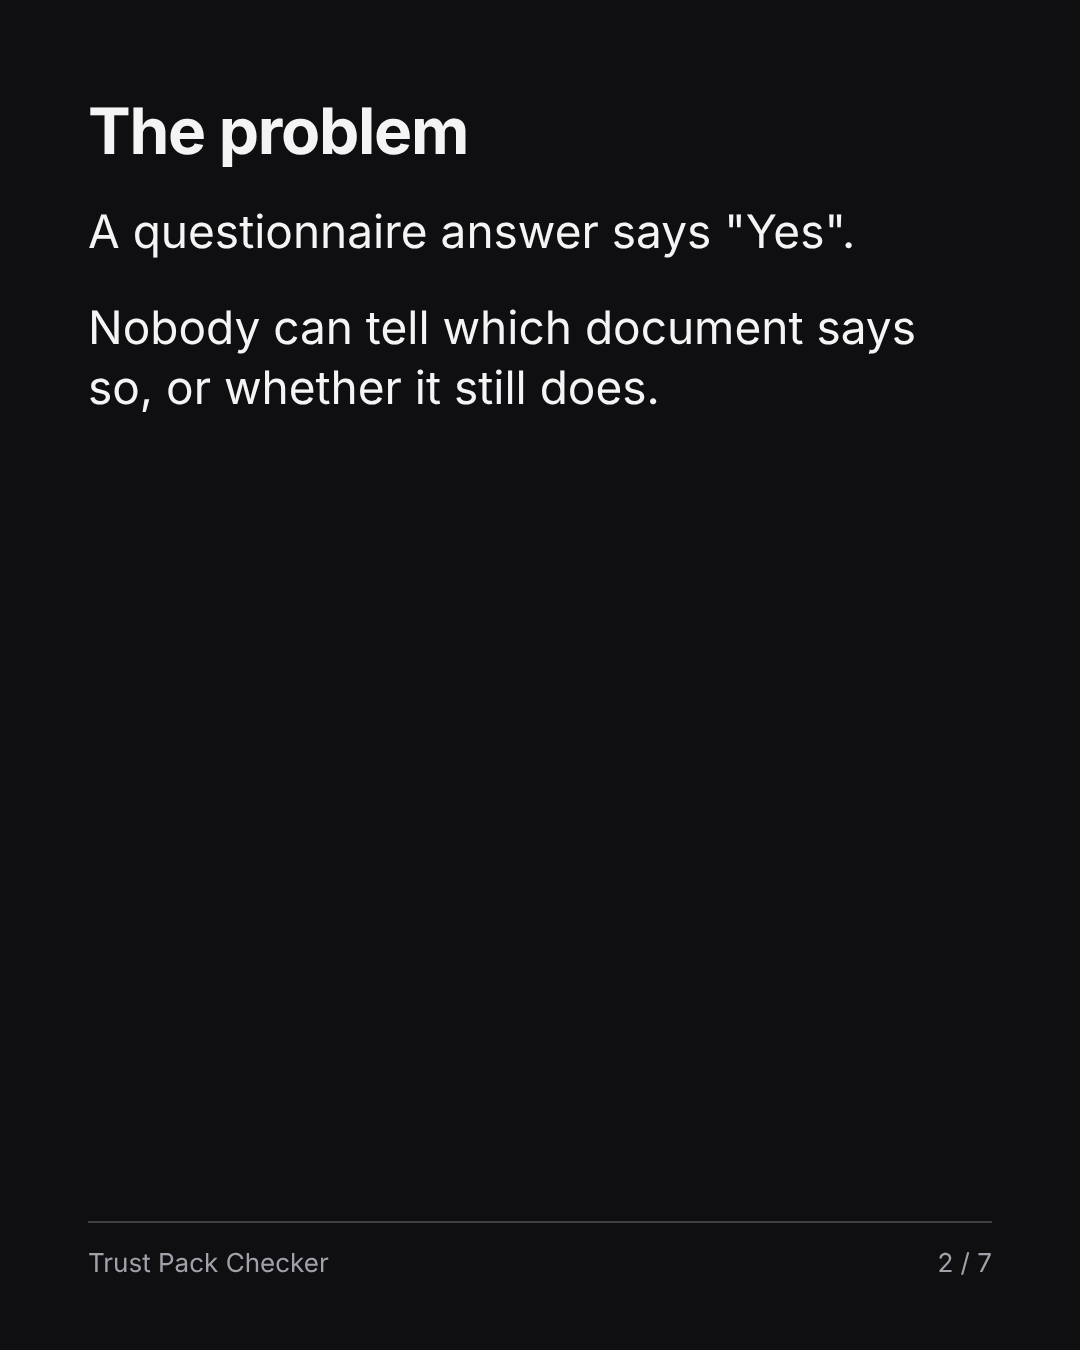 The problem
A questionnaire answer says "Yes".
Nobody can tell which document says
so, or whether it still does.
Trust Pack Checker
2 / 7